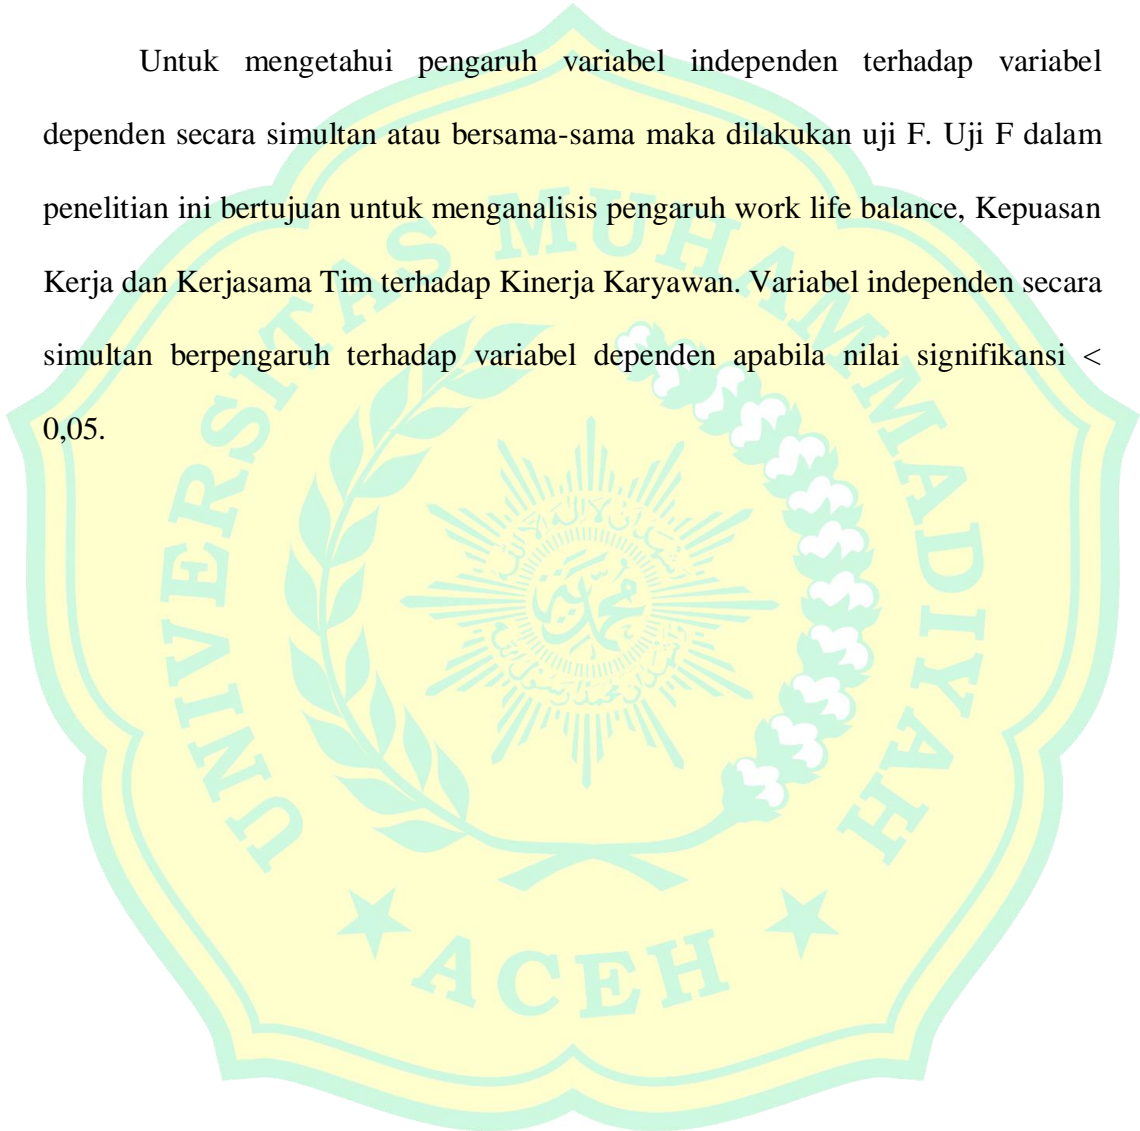 Untuk mengetahui pengaruh variabel independen terhadap variabel
dependen secara simultan atau bersama-sama maka dilakukan uji F. Uji F dalam
penelitian ini bertujuan untuk menganalisis pengaruh work life balance, Kepuasan
Kerja dan Kerjasama Tim terhadap Kinerja Karyawan. Variabel independen secara
simultan berpengaruh terhadap variabel dependen apabila nilai signifikansi <
0,05.
UNIVERSITAS MUHAMMADIYAH
ACEH
محمد